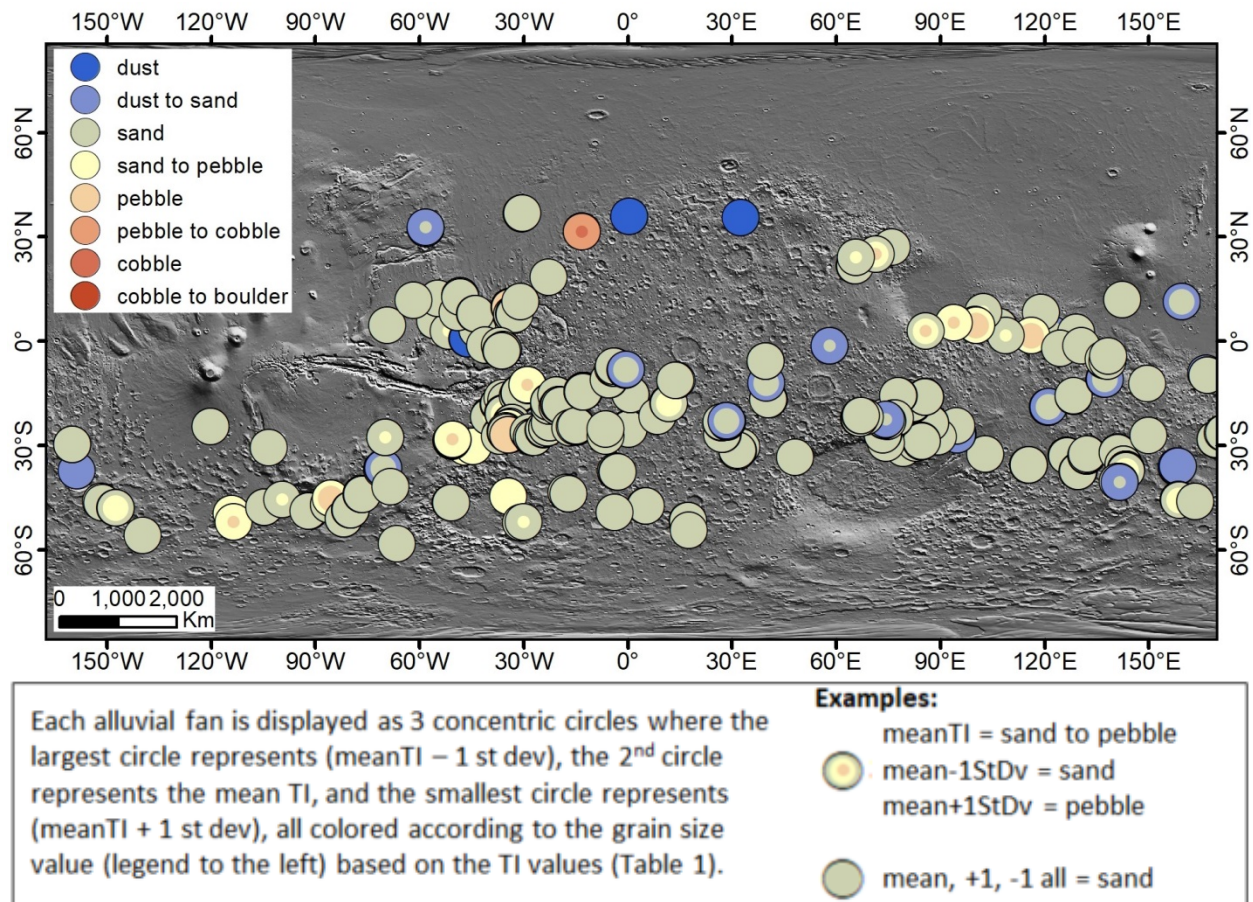 150°W 120°W 90°W 60°W 30°W 0° 30°E 60°E 90°E 120°E 150°E
dust
dust to sand
sand
sand to pebble
pebble
pebble to cobble
cobble
cobble to boulder
60°N 60°N
30°N 30°N
0° 0°
30°S 30°S
60°S 60°S
0 1,000 2,000
Km
150°W 120°W 90°W 60°W 30°W 0° 30°E 60°E 90°E 120°E 150°E
Each alluvial fan is displayed as 3 concentric circles where the
largest circle represents (meanTI – 1 st dev), the 2nd circle
represents the mean TI, and the smallest circle represents
(meanTI + 1 st dev), all colored according to the grain size
value (legend to the left) based on the TI values (Table 1).
Examples:
meanTI = sand to pebble
mean-1StDv = sand
mean+1StDv = pebble
mean, +1, -1 all = sand